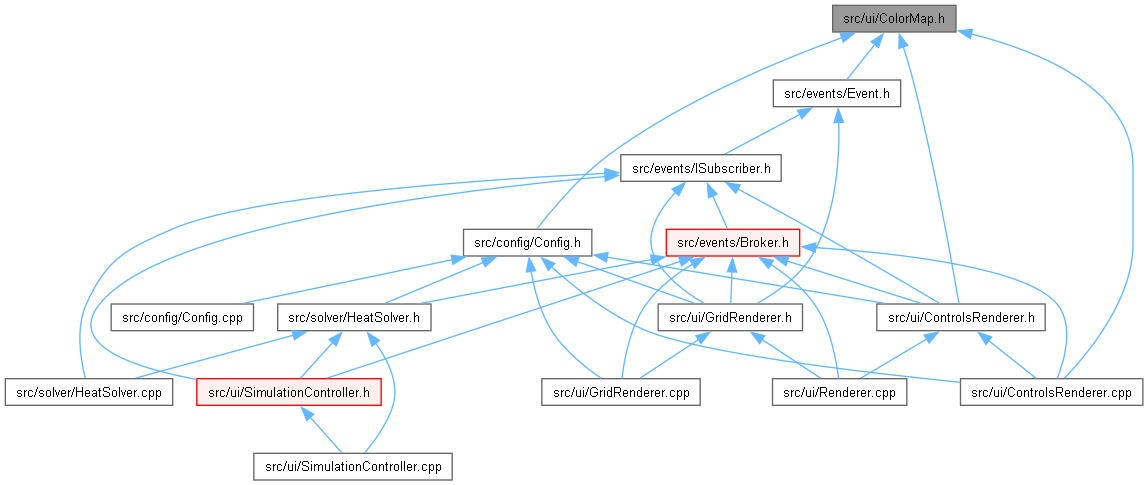 src/ui/ColorMap.h
src/events/Event.h
src/events/ISubscriber.h
src/config/Config.h
src/events/Broker.h
src/config/Config.cpp
src/solver/HeatSolver.h
src/ui/GridRenderer.h
src/ui/ControlsRenderer.h
src/solver/HeatSolver.cpp
src/ui/SimulationController.h
src/ui/GridRenderer.cpp
src/ui/Renderer.cpp
src/ui/ControlsRenderer.cpp
src/ui/SimulationController.cpp